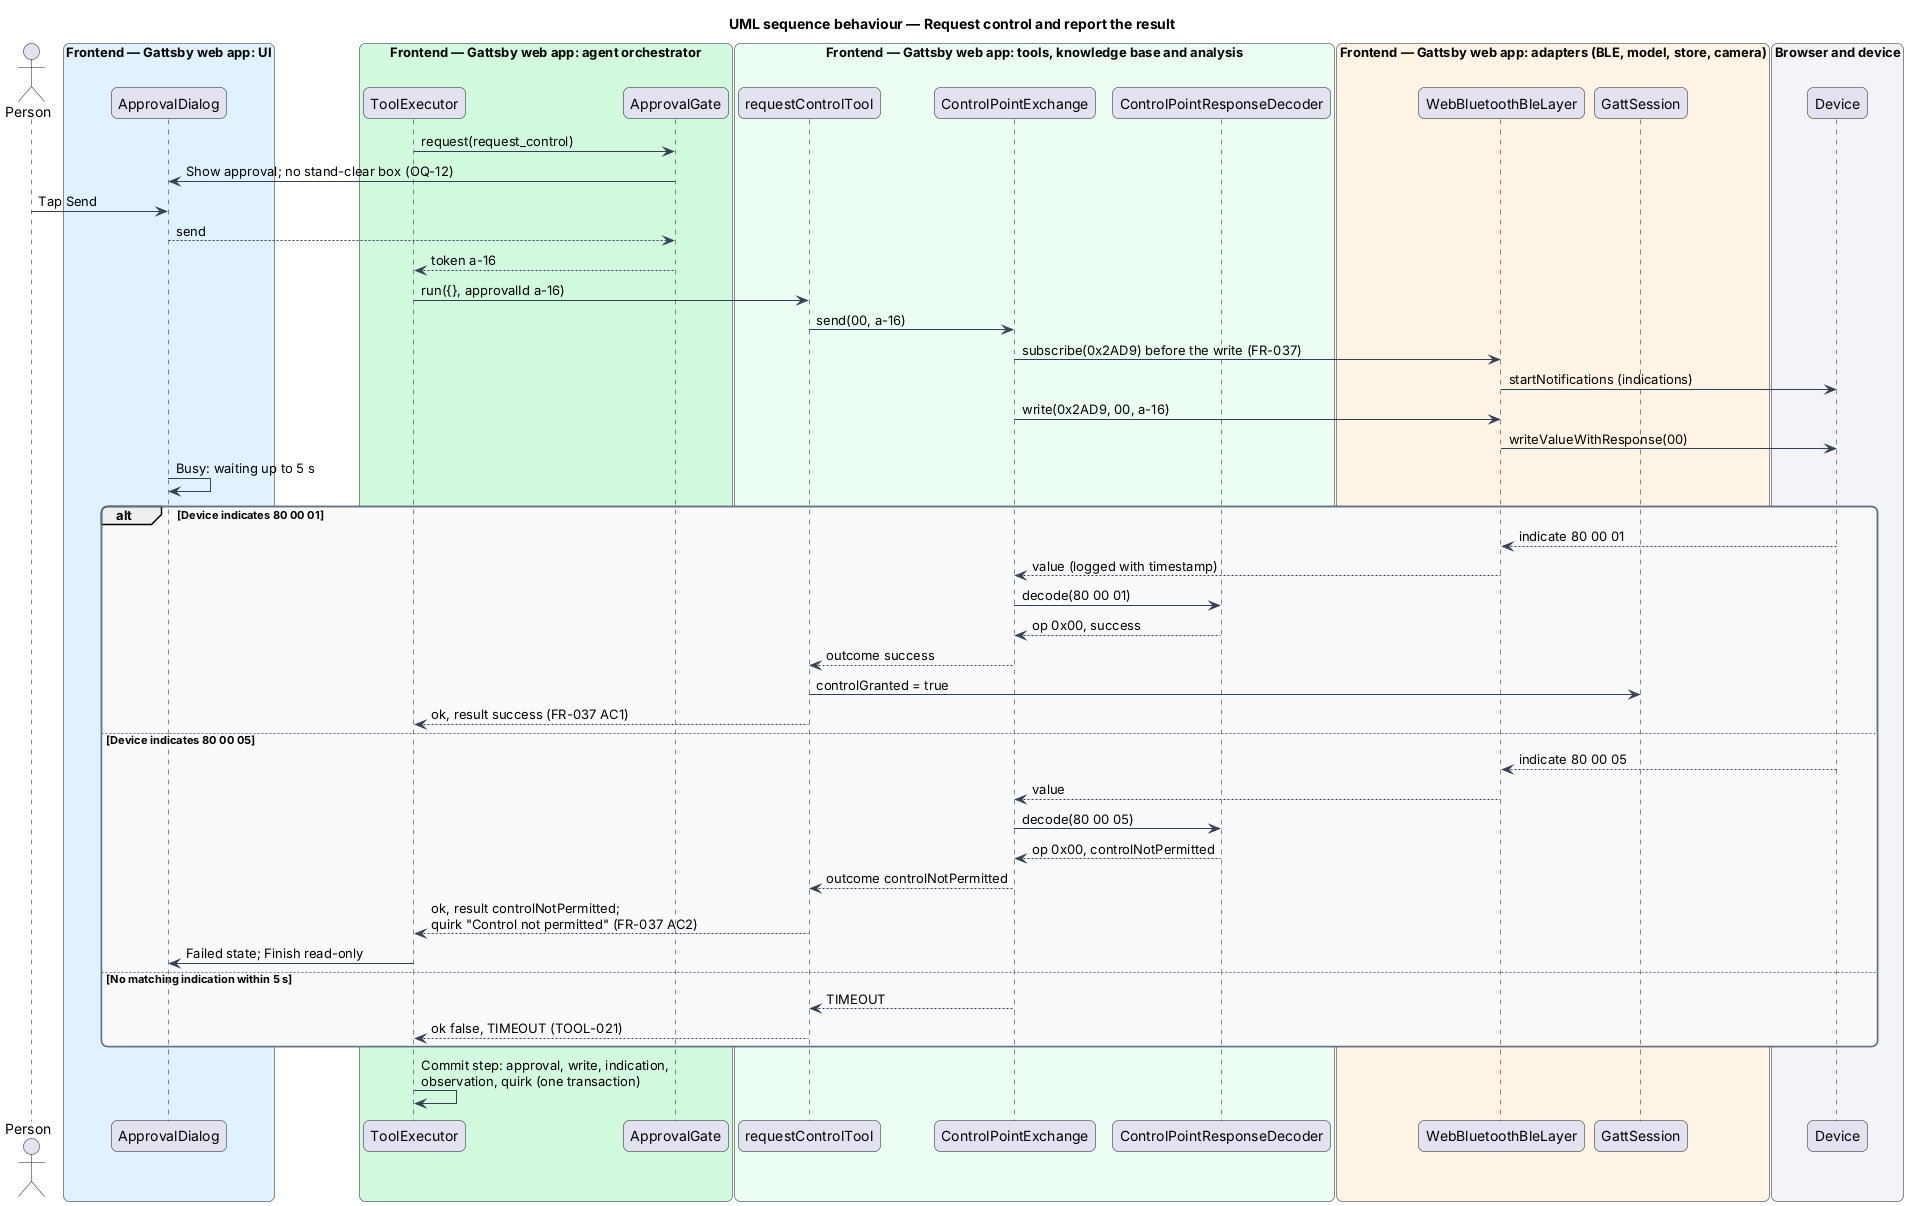 UML sequence behaviour — Request control and report the result
Frontend — Gattsby web app: UI
Frontend — Gattsby web app: agent orchestrator
Frontend — Gattsby web app: tools, knowledge base and analysis
Frontend — Gattsby web app: adapters (BLE, model, store, camera)
Browser and device
Person
ApprovalDialog
ToolExecutor
ApprovalGate
requestControlTool
ControlPointExchange
ControlPointResponseDecoder
WebBluetoothBleLayer
GattSession
Device
request(request_control)
Show approval; no stand-clear box (OQ-12)
Tap Send
send
token a-16
run({}, approvalId a-16)
send(00, a-16)
subscribe(0x2AD9) before the write (FR-037)
startNotifications (indications)
write(0x2AD9, 00, a-16)
writeValueWithResponse(00)
Busy: waiting up to 5 s
alt
[Device indicates 80 00 01]
indicate 80 00 01
value (logged with timestamp)
decode(80 00 01)
op 0x00, success
outcome success
controlGranted = true
ok, result success (FR-037 AC1)
[Device indicates 80 00 05]
indicate 80 00 05
value
decode(80 00 05)
op 0x00, controlNotPermitted
outcome controlNotPermitted
ok, result controlNotPermitted;
quirk "Control not permitted" (FR-037 AC2)
Failed state; Finish read-only
[No matching indication within 5 s]
TIMEOUT
ok false, TIMEOUT (TOOL-021)
Commit step: approval, write, indication,
observation, quirk (one transaction)
Person
ApprovalDialog
ToolExecutor
ApprovalGate
requestControlTool
ControlPointExchange
ControlPointResponseDecoder
WebBluetoothBleLayer
GattSession
Device